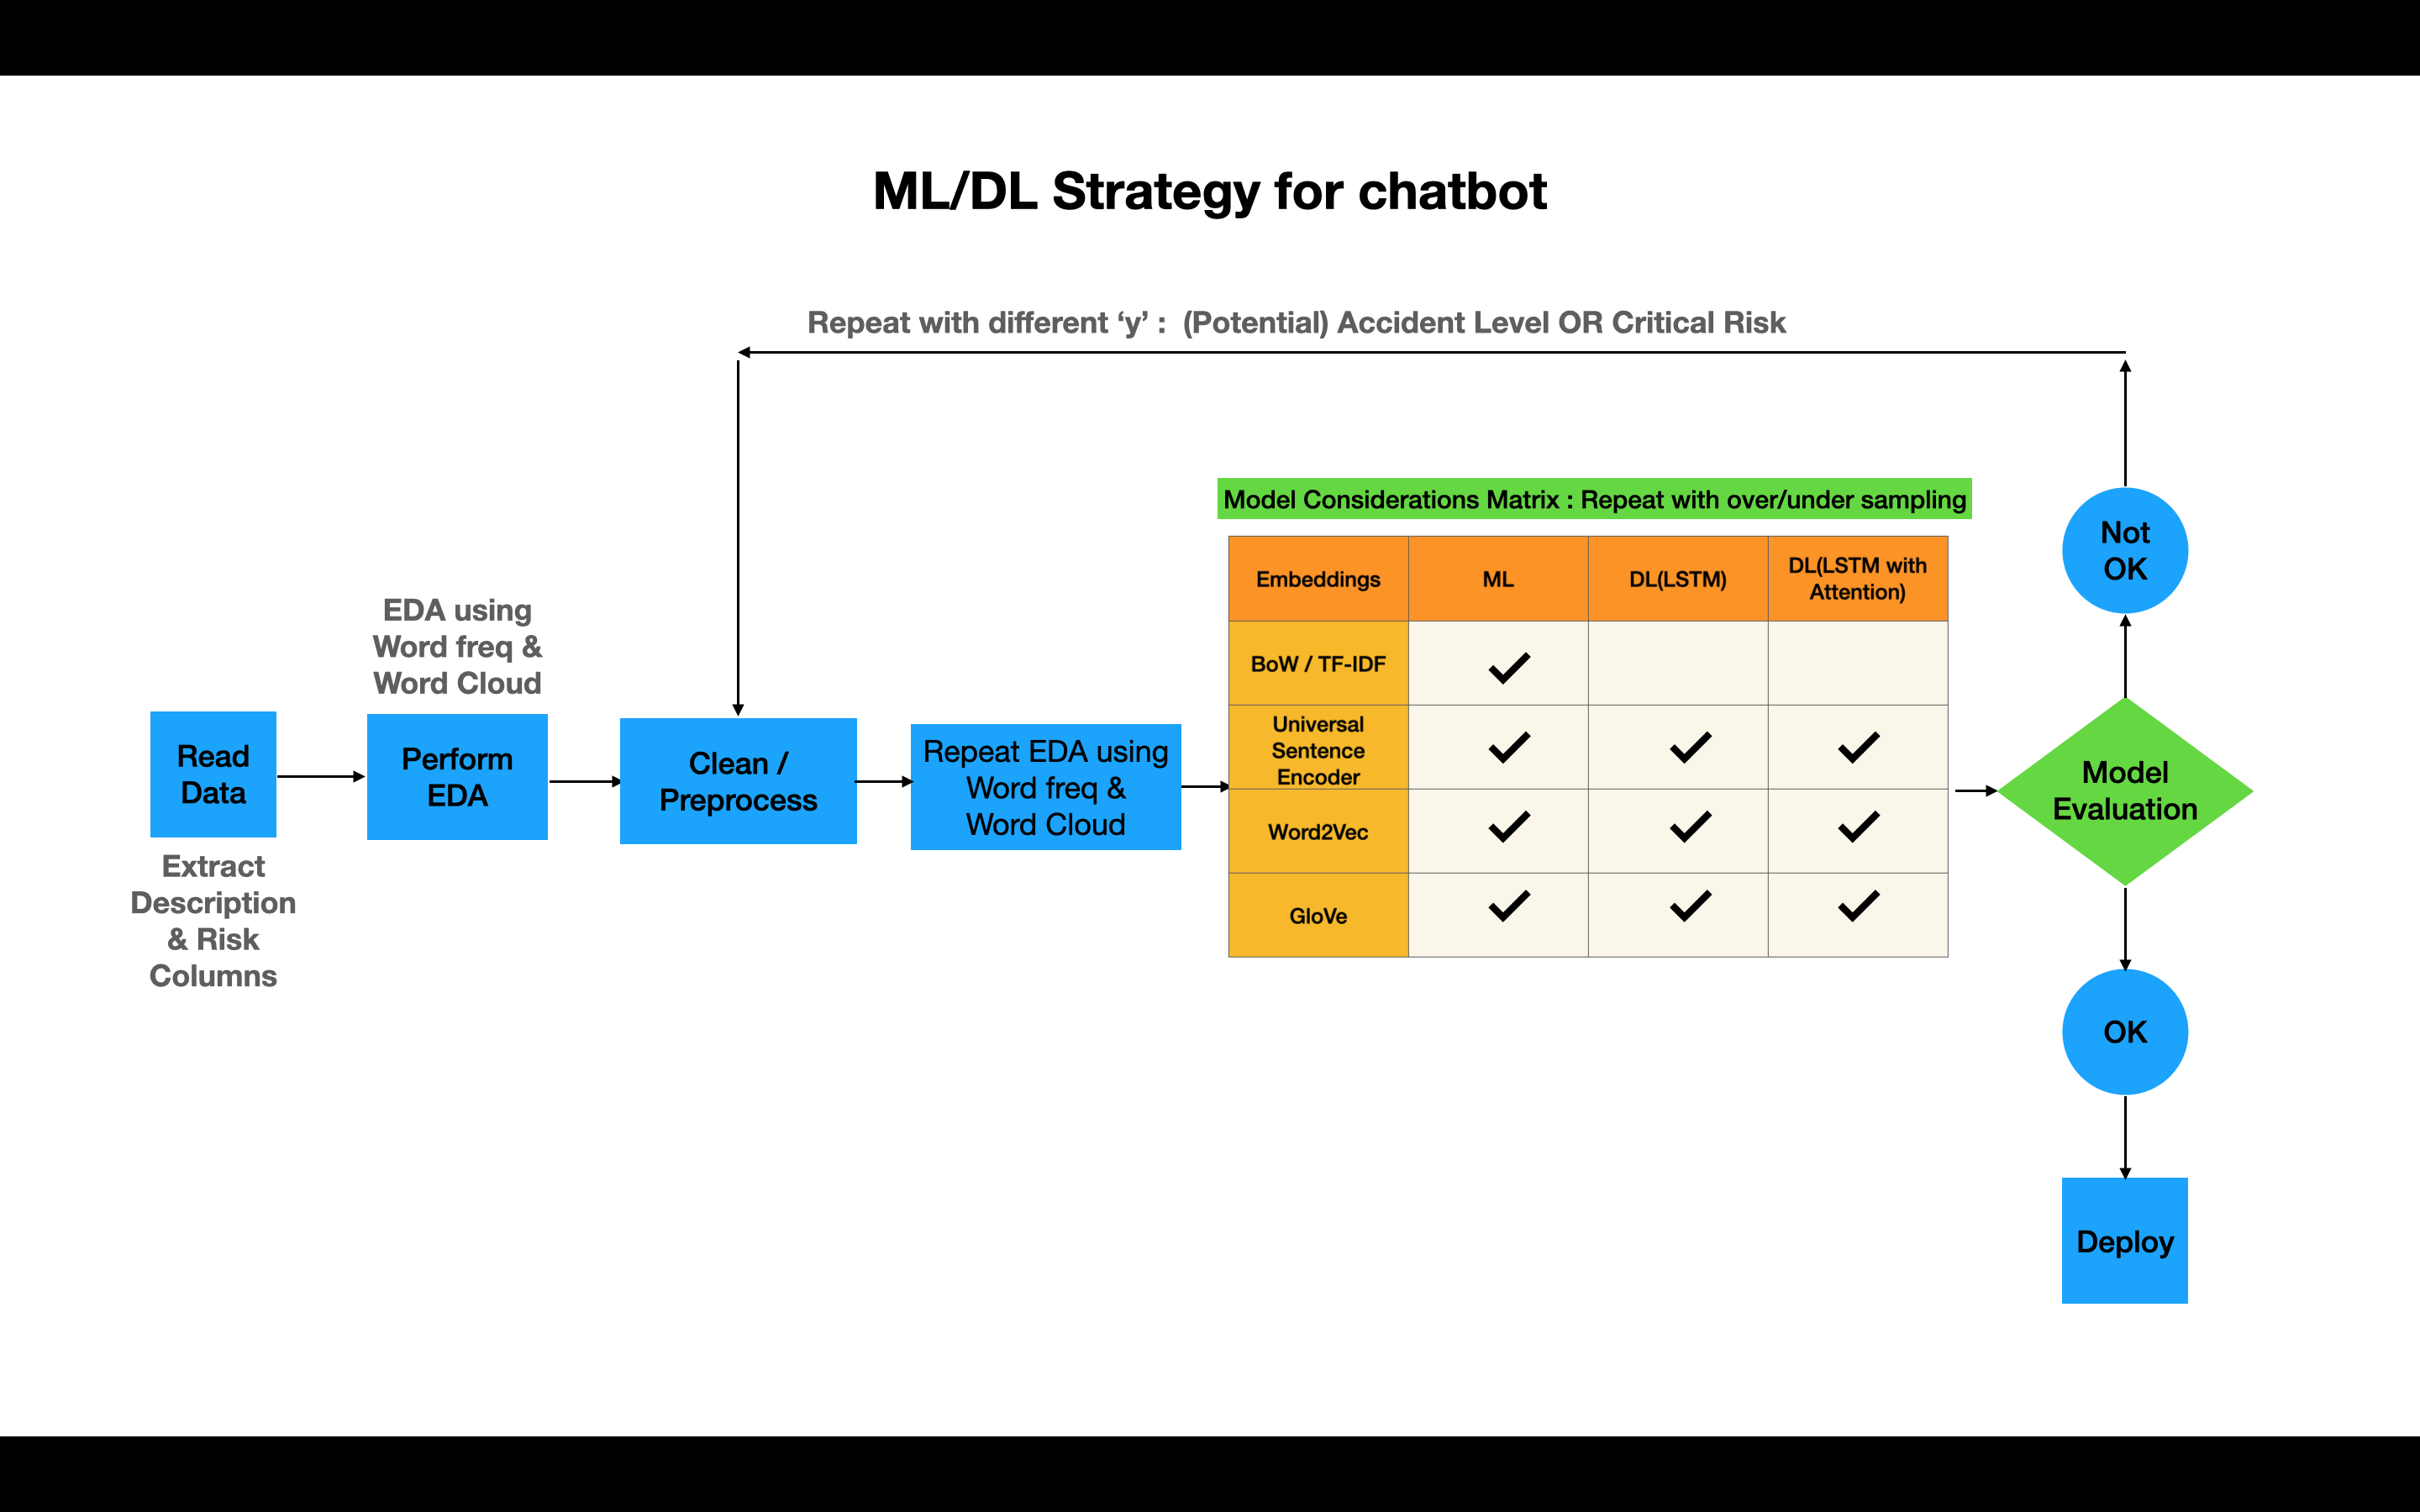 ML/DL Strategy for chatbot
Repeat with different ‘y’ : (Potential) Accident Level OR Critical Risk
Model Considerations Matrix : Repeat with over/under sampling
Not
OK
Embeddings
ML
DL(LSTM)
DL(LSTM with
Attention)
EDA using
Word freq &
Word Cloud
BoW / TF-IDF
Universal
Sentence
Encoder
Word2Vec
GloVe
Read
Data
Perform
EDA
Clean /
Preprocess
Repeat EDA using
Word freq &
Word Cloud
Model
Evaluation
Extract
Description
& Risk
Columns
OK
Deploy